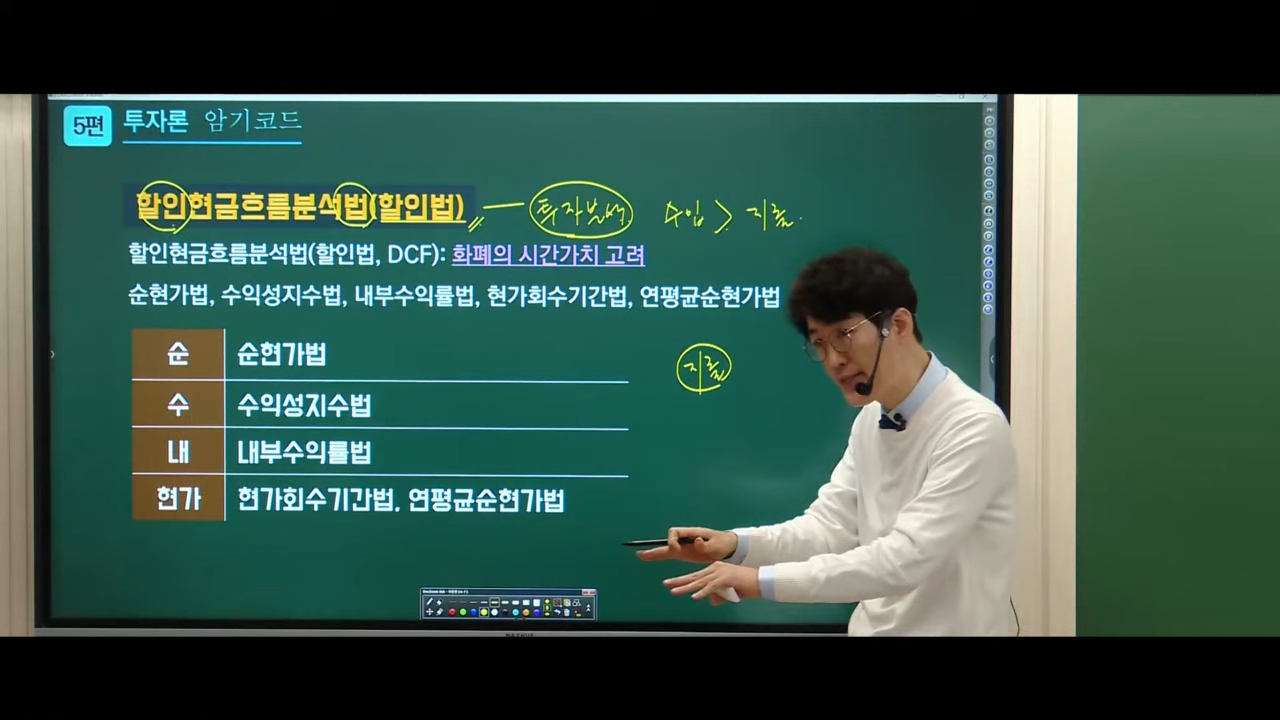 5편 투자론 암기코드
할인현금흐름분석법(할인법) 투자분석 수입 > 지출.
할인현금흐름분석법(할인법, DCF): 화폐의 시간가치 고려
순현가법, 수익성지수법, 내부수익률법, 현가회수기간법, 연평균순현가법
순 순현가법
지출
수 수익성지수법
내 내부수익률법
현가 현가회수기간법, 연평균순현가법